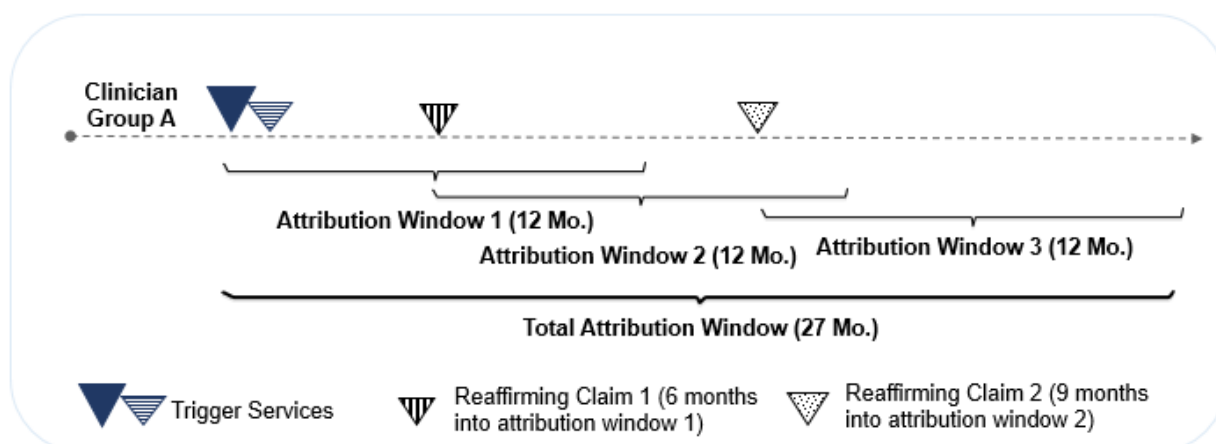 Clinician
Group A
Attribution Window 1 (12 Mo.)
Attribution Window 2 (12 Mo.)
Attribution Window 3 (12 Mo.)
Total Attribution Window (27 Mo.)
Trigger Services
Reaffirming Claim 1 (6 months
into attribution window 1)
Reaffirming Claim 2 (9 months
into attribution window 2)